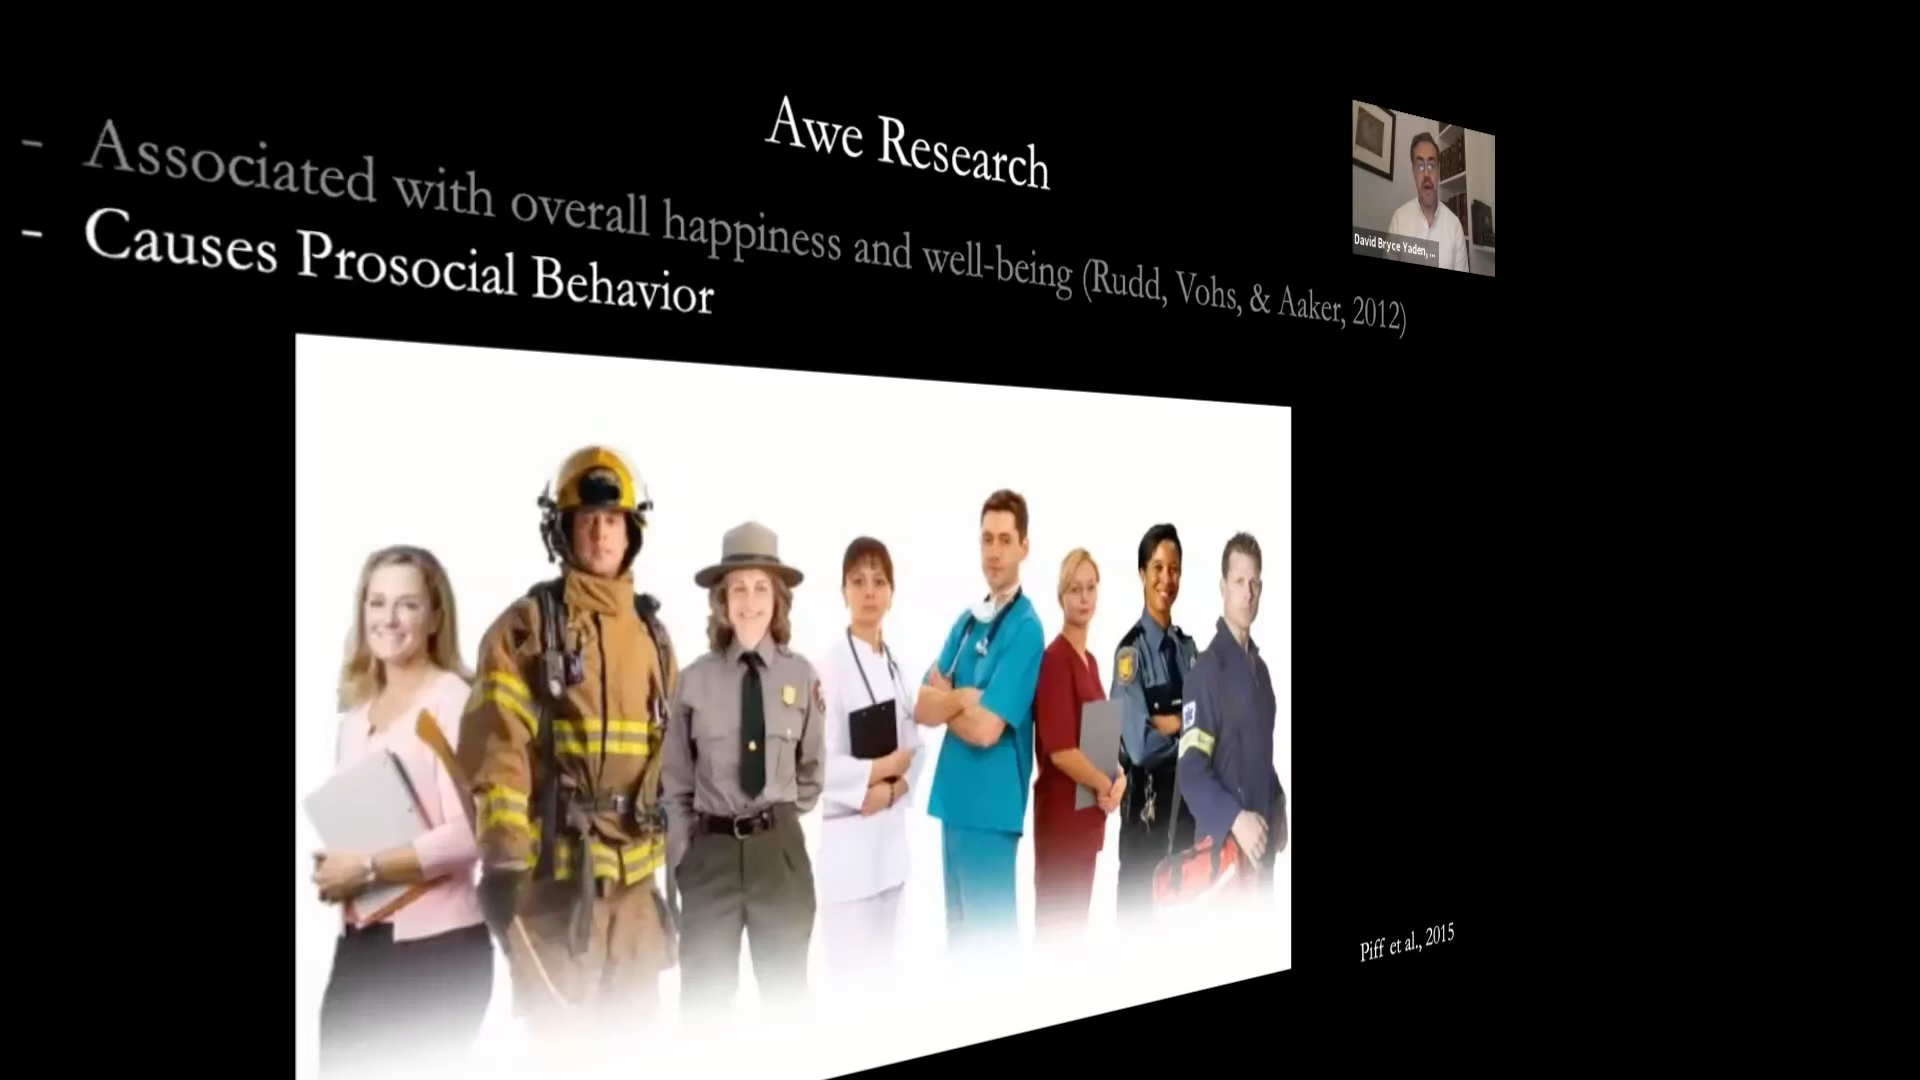 Awe Research
- Associated with overall happiness and well-being (Rudd, Vohs, & Aaker, 2012)
- Causes Prosocial Behavior
David Bryce Yaden, ...
Piff et al., 2015